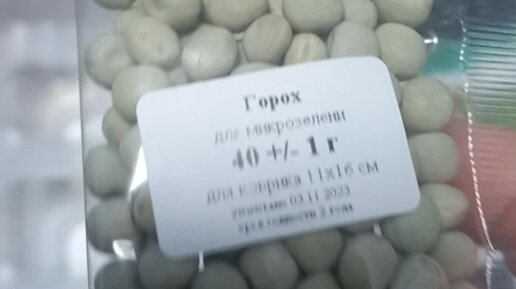 Горох
для микрозелени
40 +/- 1 г
для коврика 11х16 см
упаковано 03.11.2023
срок годности 2 года